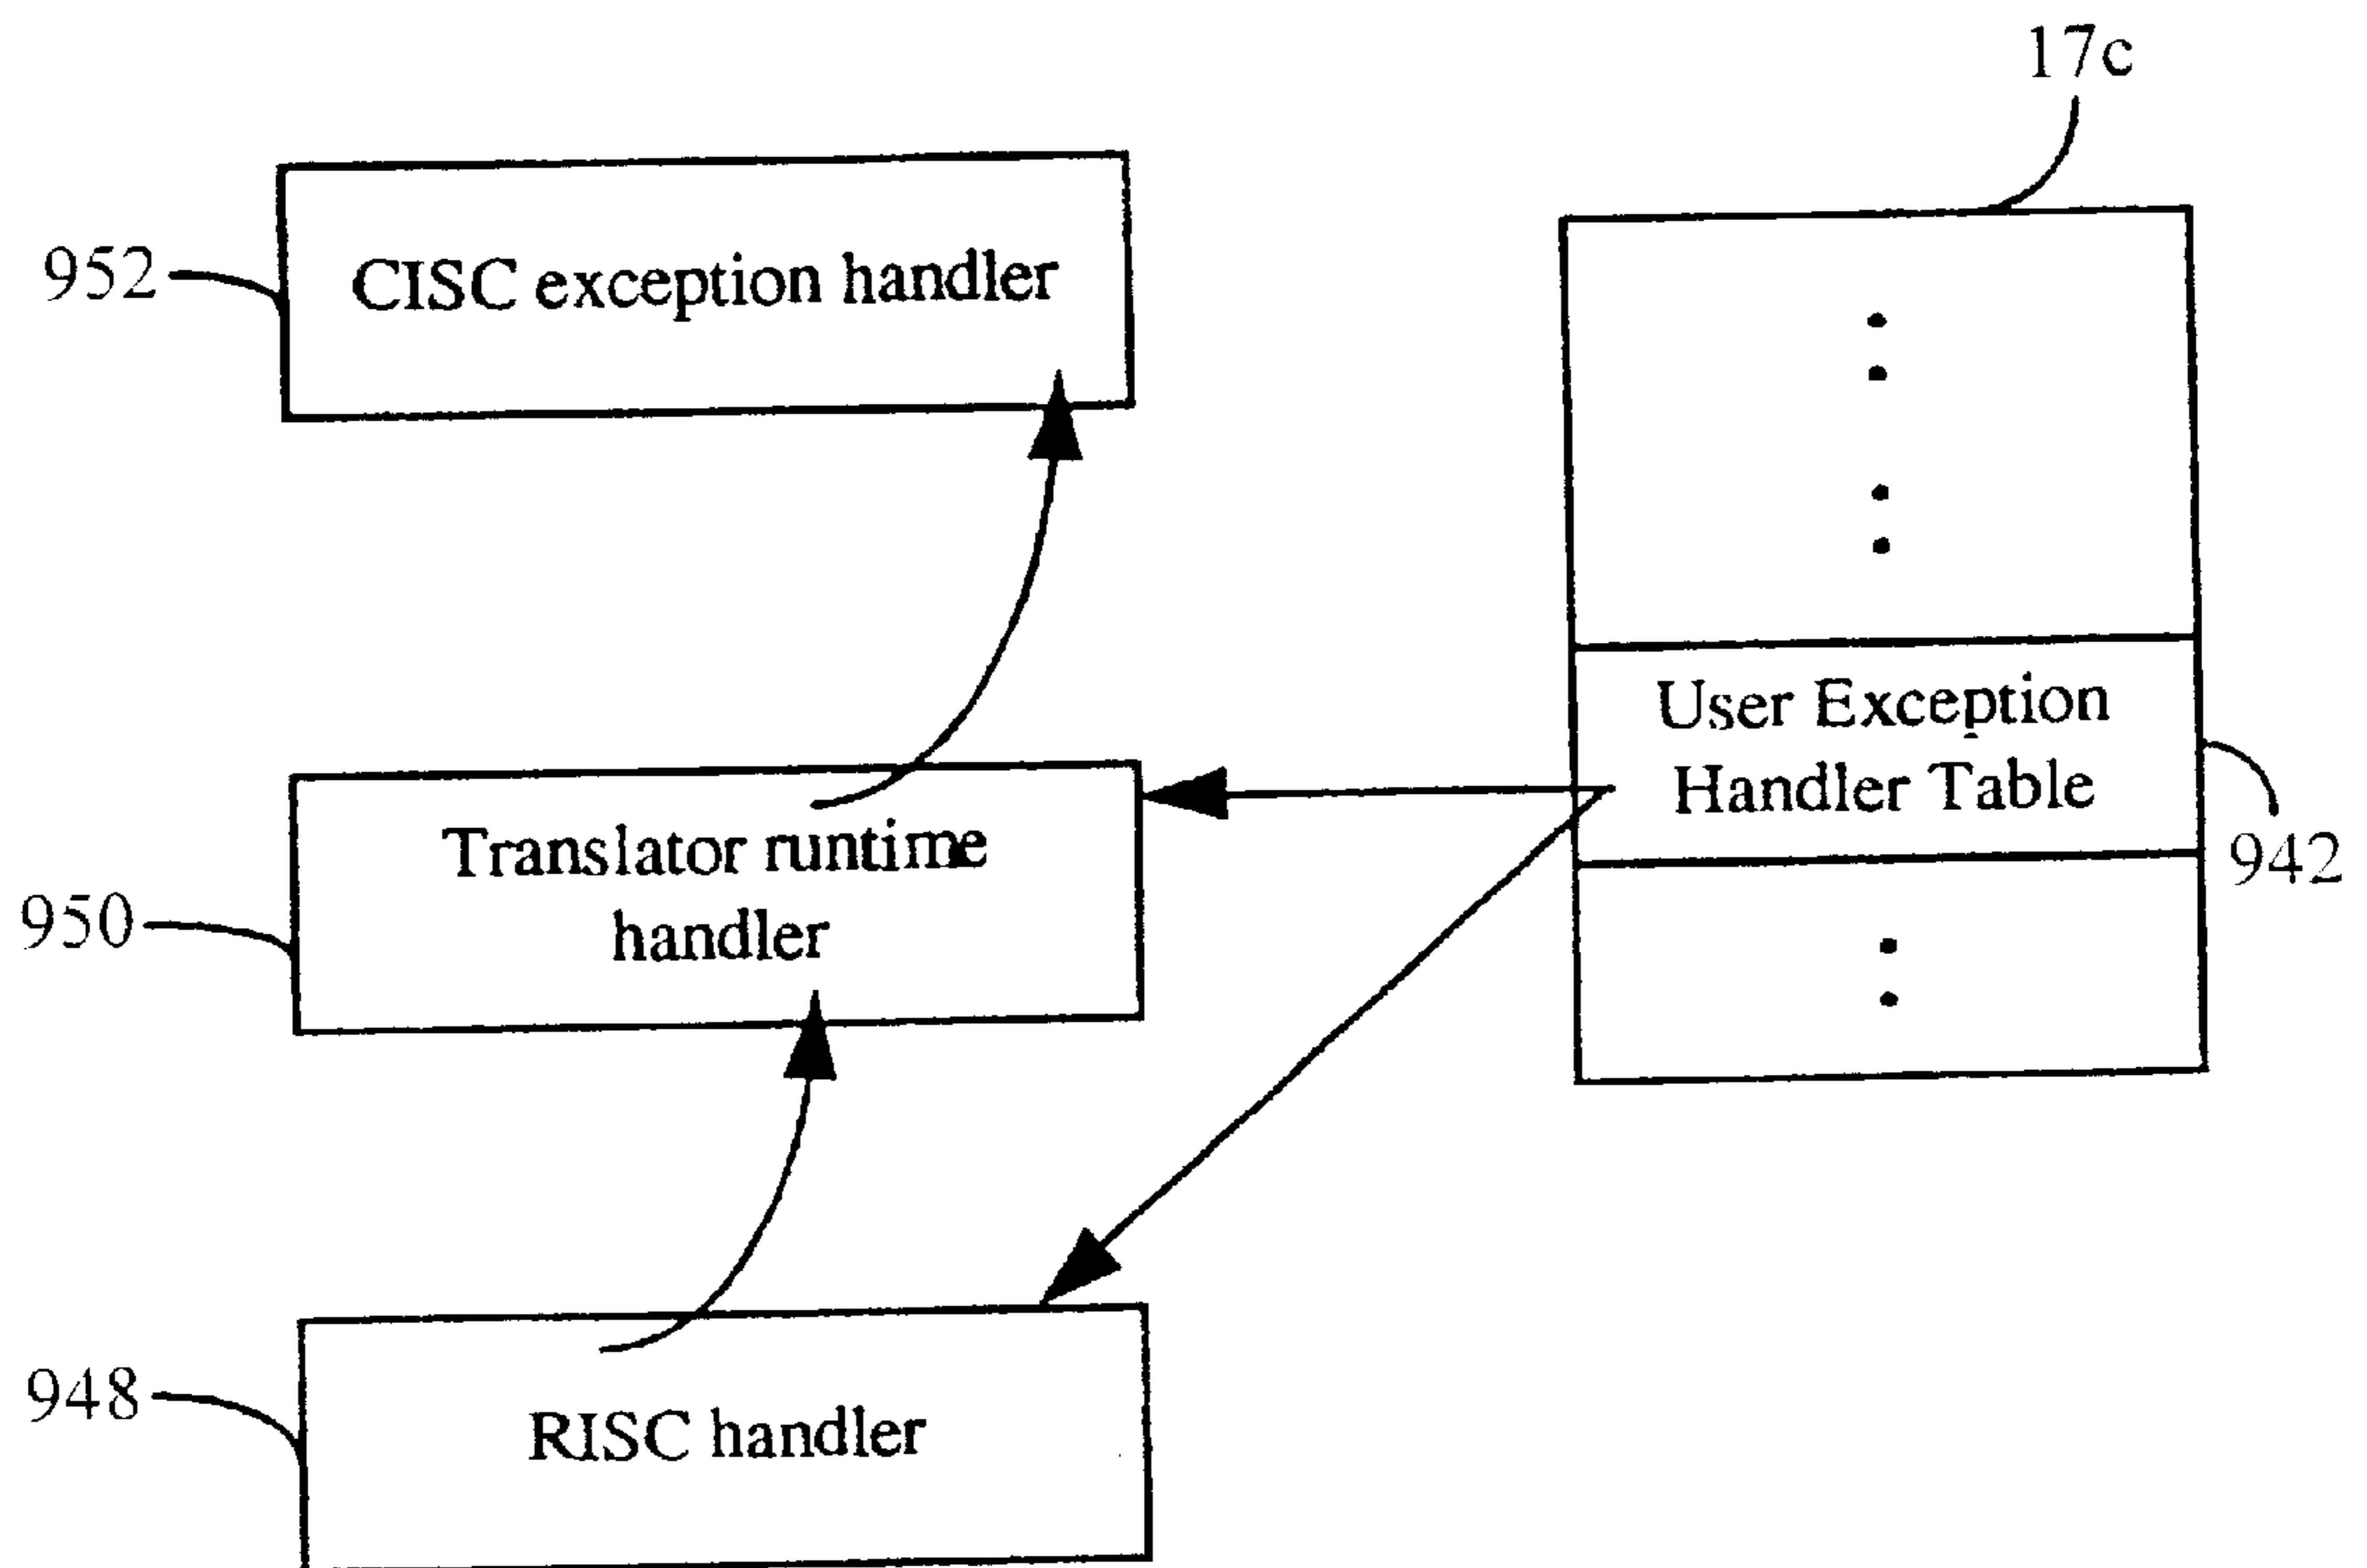 17c
952
CISC exception handler
User Exception
Handler Table
942
Translator runtime
handler
950
948
RISC handler